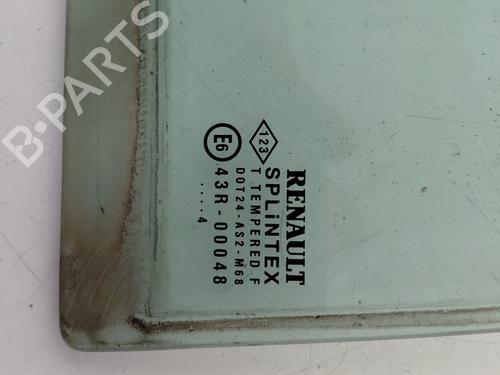 B-PARTS
RENAULT
123 SPLiNTEX
T TEMPERED F
DOT24-AS2-M68
E6 43R-00048
....4